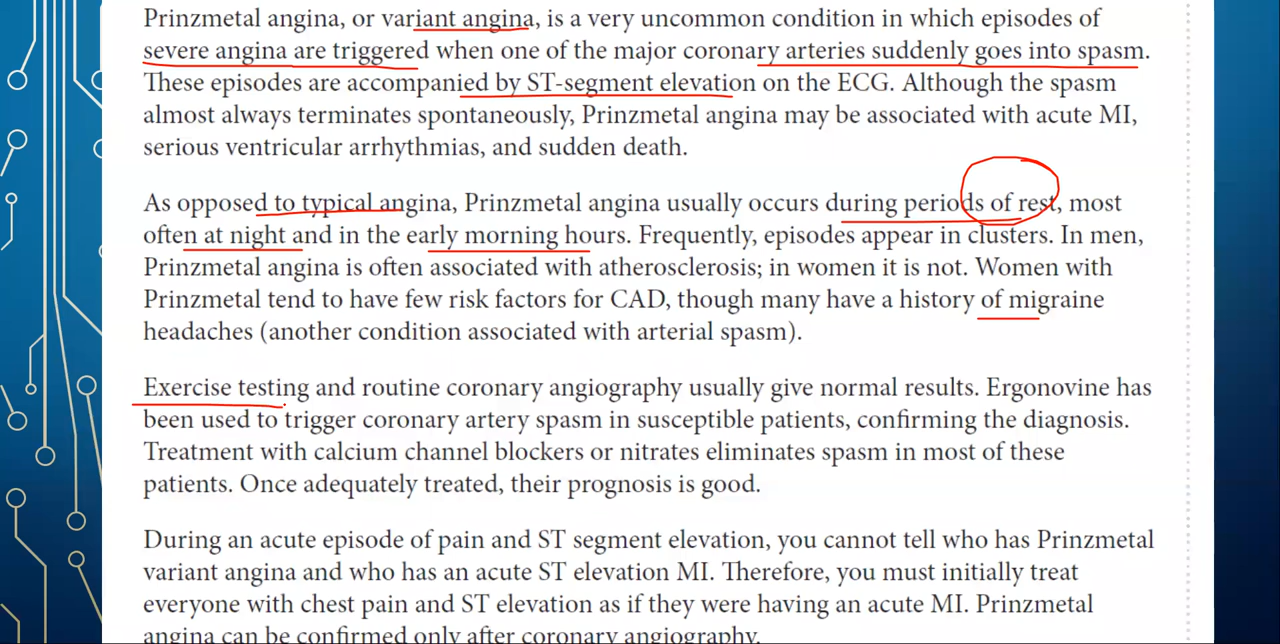 Prinzmetal angina, or variant angina, is a very uncommon condition in which episodes of
severe angina are triggered when one of the major coronary arteries suddenly goes into spasm.
These episodes are accompanied by ST-segment elevation on the ECG. Although the spasm
almost always terminates spontaneously, Prinzmetal angina may be associated with acute MI,
serious ventricular arrhythmias, and sudden death.
As opposed to typical angina, Prinzmetal angina usually occurs during periods of rest, most
often at night and in the early morning hours. Frequently, episodes appear in clusters. In men,
Prinzmetal angina is often associated with atherosclerosis; in women it is not. Women with
Prinzmetal tend to have few risk factors for CAD, though many have a history of migraine
headaches (another condition associated with arterial spasm).
Exercise testing and routine coronary angiography usually give normal results. Ergonovine has
been used to trigger coronary artery spasm in susceptible patients, confirming the diagnosis.
Treatment with calcium channel blockers or nitrates eliminates spasm in most of these
patients. Once adequately treated, their prognosis is good.
During an acute episode of pain and ST segment elevation, you cannot tell who has Prinzmetal
variant angina and who has an acute ST elevation MI. Therefore, you must initially treat
everyone with chest pain and ST elevation as if they were having an acute MI. Prinzmetal
angina can be confirmed only after coronary angiography.